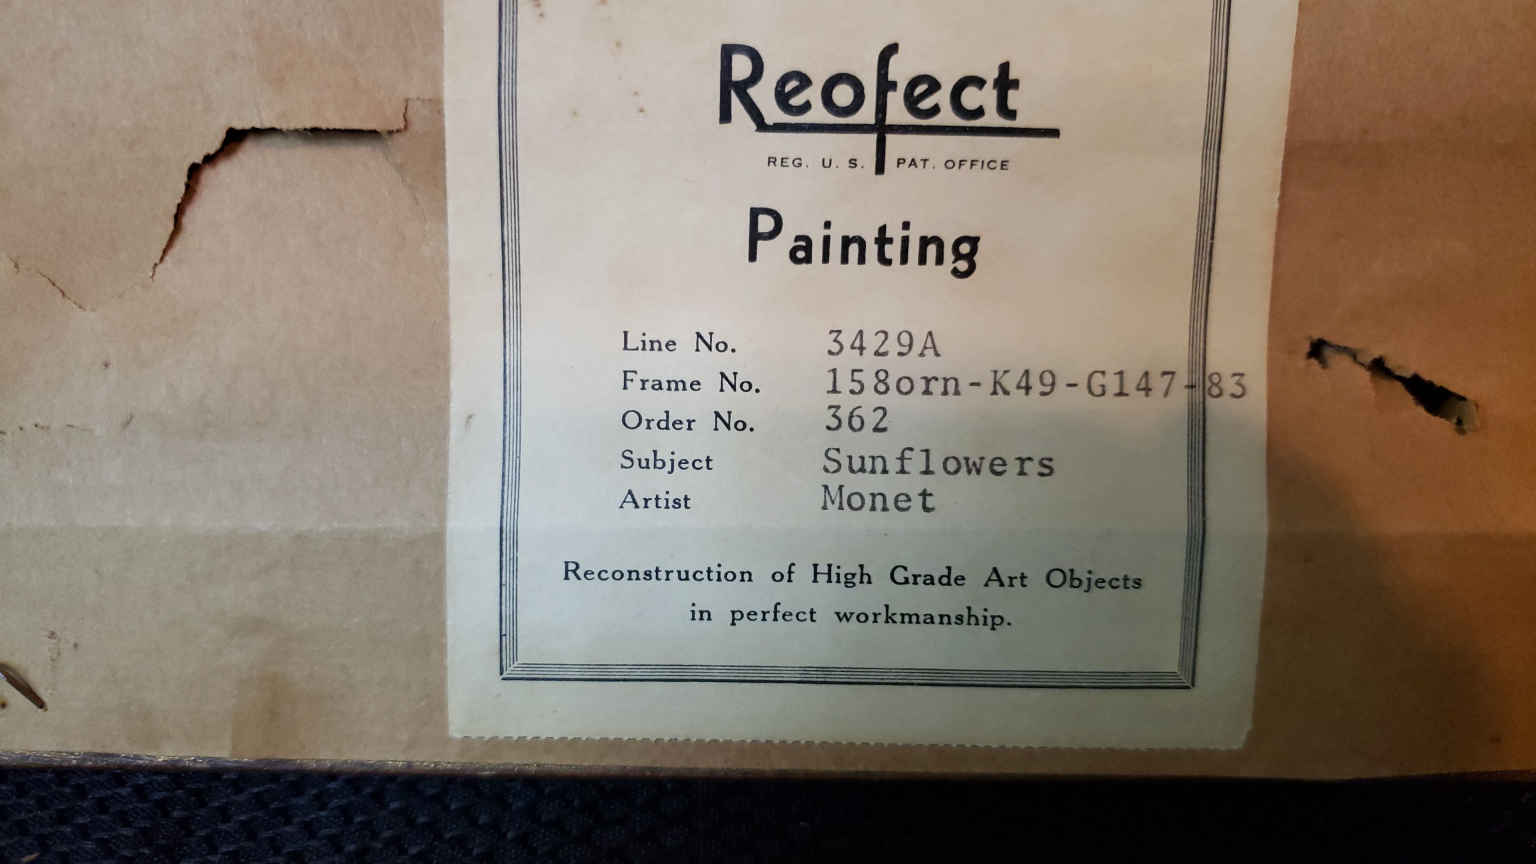 Reofect
REG. U. S. PAT. OFFICE
Painting
Line No. 3429A
Frame No. 158orn-K49-G147-83
Order No. 362
Subject Sunflowers
Artist Monet
Reconstruction of High Grade Art Objects
in perfect workmanship.